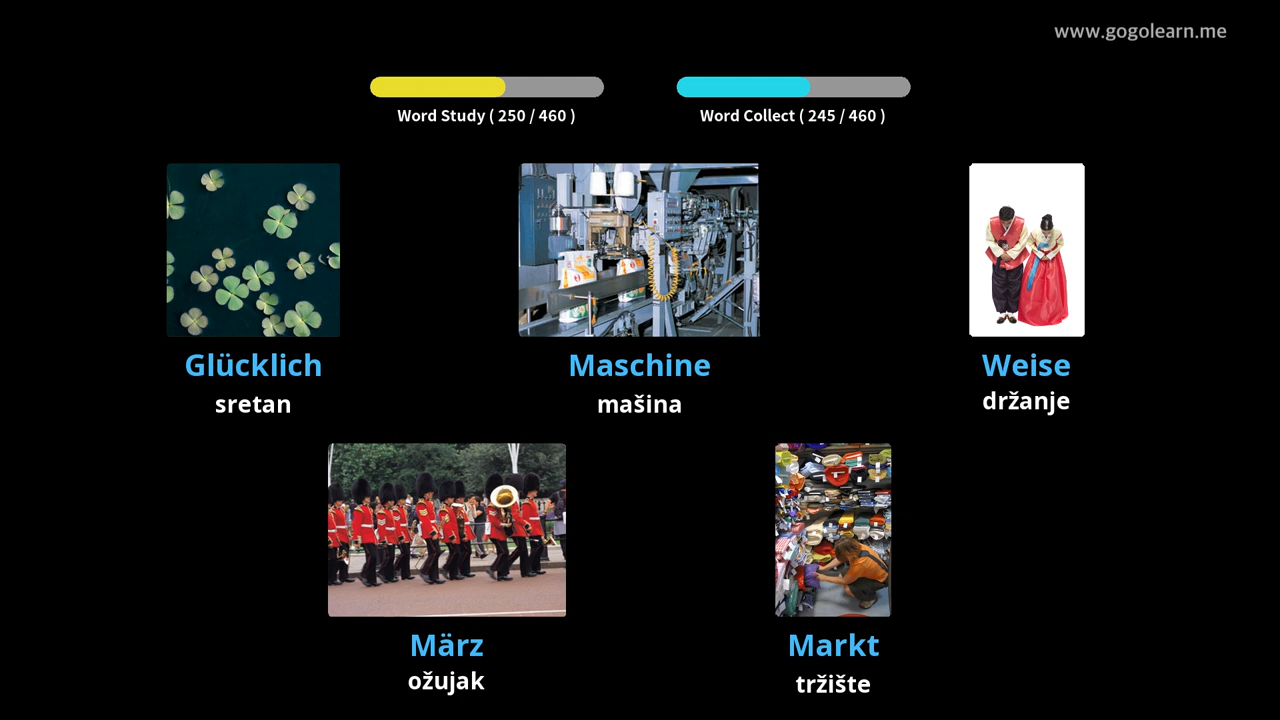 www.gogolearn.me
Word Study ( 250 / 460 )
Word Collect ( 245 / 460 )
Glücklich
sretan
Maschine
mašina
Weise
držanje
März
ožujak
Markt
tržište